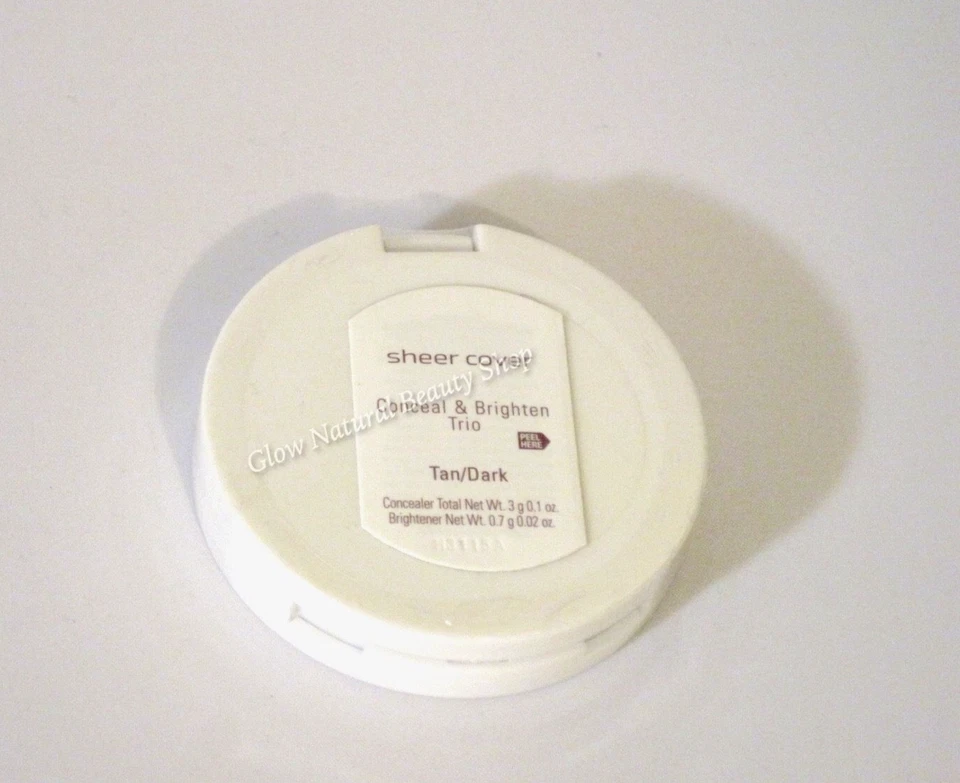 sheer cover
Conceal & Brighten
Trio
PEEL
HERE
Tan/Dark
Concealer Total Net Wt. 3 g 0.1 oz.
Brightener Net Wt. 0.7 g 0.02 oz.
Glow Natural Beauty Shop